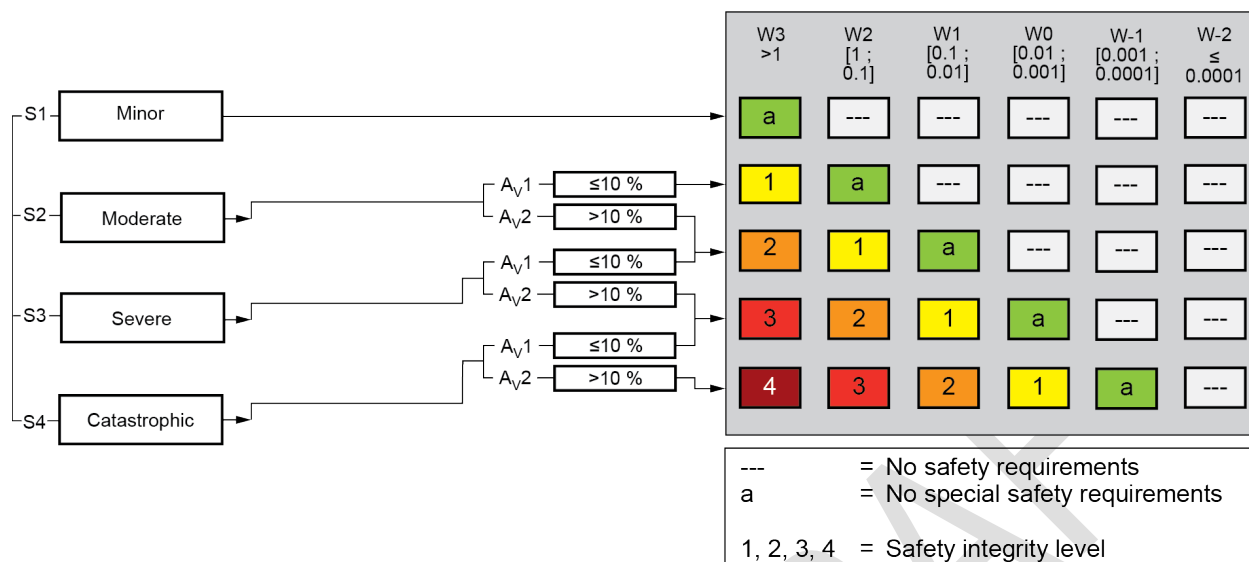 W3 W2 W1 W0 W-1 W-2
>1 [1 ; [0.1 ; [0.01 ; [0.001 ; ≤
0.1] 0.01] 0.001] 0.0001] 0.0001
S1 Minor a --- --- --- --- ---
AV1 ≤10 % 1 a --- --- --- ---
S2 Moderate AV2 >10 %
2 1 a --- --- ---
AV1 ≤10 %
AV2 >10 %
S3 Severe 3 2 1 a --- ---
AV1 ≤10 %
AV2 >10 % 4 3 2 1 a ---
S4 Catastrophic
--- = No safety requirements
a = No special safety requirements
1, 2, 3, 4 = Safety integrity level